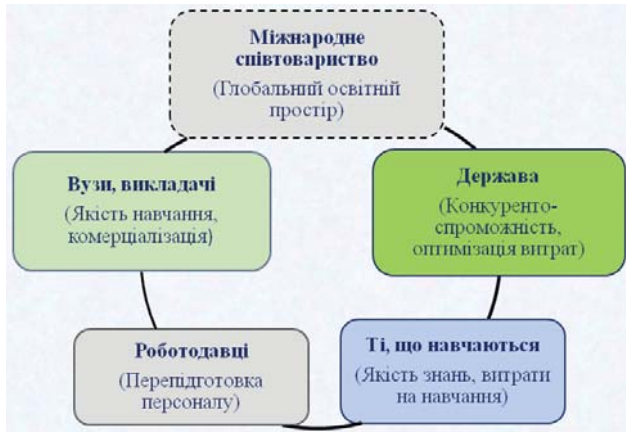 Міжнародне
співтовариство
(Глобальний освітній
простір)
Вузи, викладачі
(Якість навчання,
комерціалізація)
Держава
(Конкуренто-
спроможність,
оптимізація витрат)
Роботодавці
(Перепідготовка
персоналу)
Ті, що навчаються
(Якість знань, витрати
на навчання)